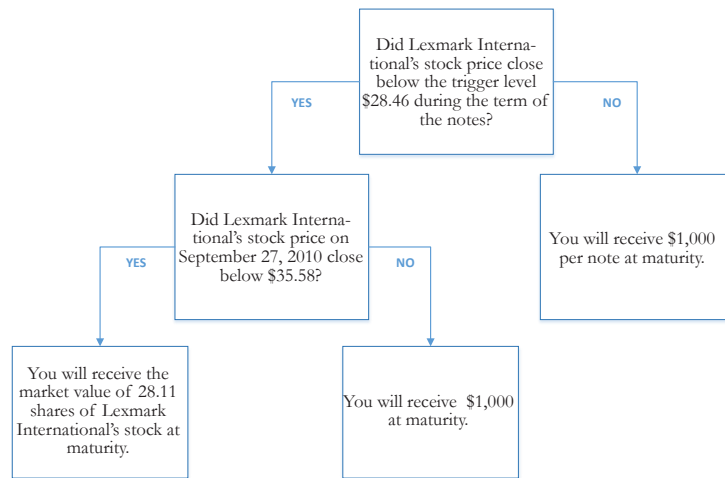 Did Lexmark Interna-
tional's stock price close
below the trigger level
$28.46 during the term of
the notes?
YES
NO
Did Lexmark Interna-
tional's stock price on
September 27, 2010 close
below $35.58?
You will receive $1,000
per note at maturity.
YES
NO
You will receive the
market value of 28.11
shares of Lexmark
International's stock at
maturity.
You will receive $1,000
at maturity.